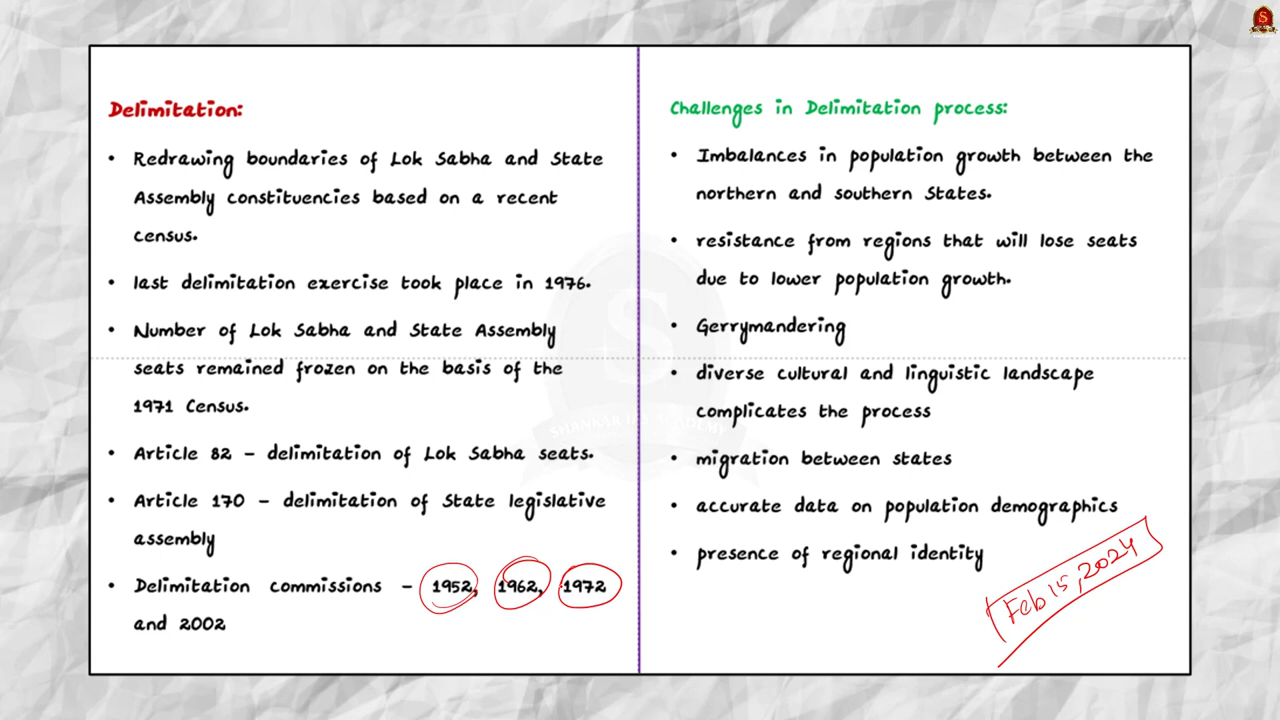 Delimitation:
• Redrawing boundaries of Lok Sabha and State
Assembly constituencies based on a recent
census.
• last delimitation exercise took place in 1976.
• Number of Lok Sabha and State Assembly
seats remained frozen on the basis of the
1971 Census.
• Article 82 – delimitation of Lok Sabha seats.
• Article 170 – delimitation of State legislative
assembly
• Delimitation commissions – 1952, 1962, 1972
and 2002
Challenges in Delimitation process:
• Imbalances in population growth between the
northern and southern States.
• resistance from regions that will lose seats
due to lower population growth.
• Gerrymandering
• diverse cultural and linguistic landscape
complicates the process
• migration between states
• accurate data on population demographics
• presence of regional identity
Feb 15, 2024
S
SHANKAR IAS ACADEMY
S